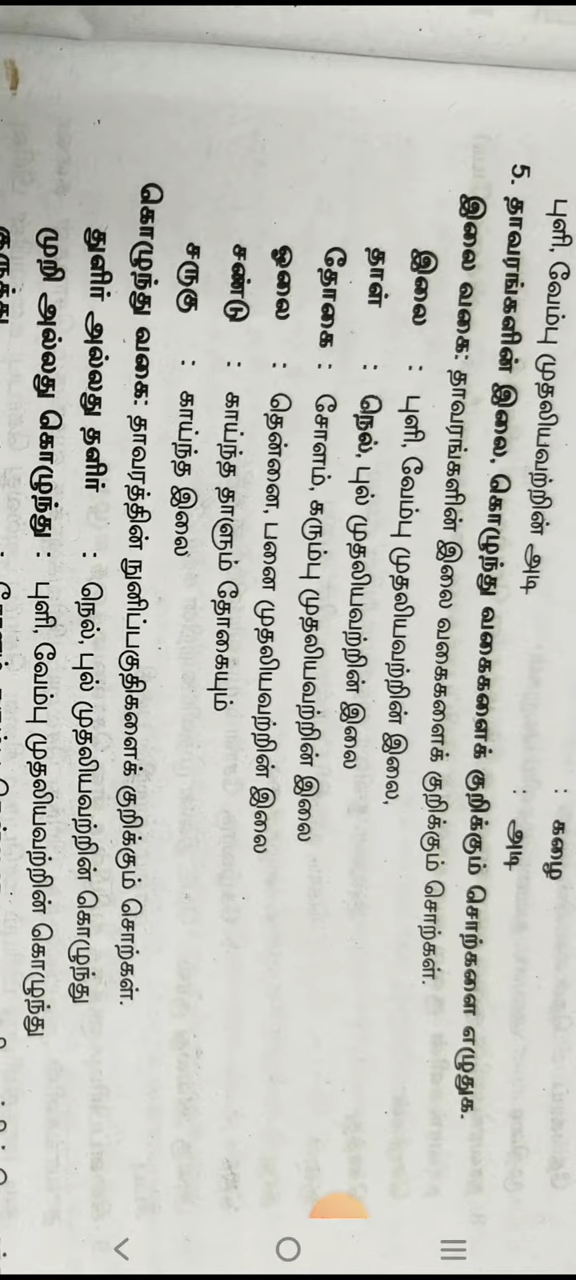 : கழை
புளி, வேம்பு முதலியவற்றின் அடி : அடி
5. தாவரங்களின் இலை, கொழுந்து வகைகளைக் குறிக்கும் சொற்களை எழுதுக.
இலை வகை: தாவரங்களின் இலை வகைகளைக் குறிக்கும் சொற்கள்.
இலை : புளி, வேம்பு முதலியவற்றின் இலை,
தாள் : நெல், புல் முதலியவற்றின் இலை
தோகை : சோளம், கரும்பு முதலியவற்றின் இலை
ஓலை : தென்னை, பனை முதலியவற்றின் இலை
சண்டு : காய்ந்த தாளும் தோகையும்
சருகு : காய்ந்த இலை
கொழுந்து வகை: தாவரத்தின் நுனிப்பகுதிகளைக் குறிக்கும் சொற்கள்.
துளிர் அல்லது தளிர் : நெல், புல் முதலியவற்றின் கொழுந்து
முறி அல்லது கொழுந்து : புளி, வேம்பு முதலியவற்றின் கொழுந்து